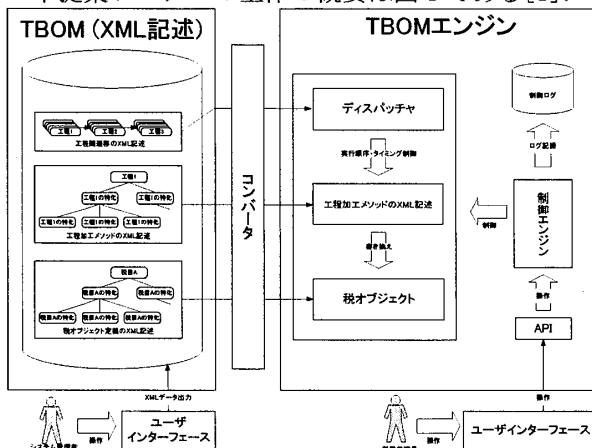 TBOM (XML記述)
工程1
工程2
工程3
工程間遷移のXML記述
工程1
工程1の特化
工程1の特化
工程1の特化
工程1の特化
工程1の特化
工程加工メソッドのXML記述
税目A
税目Aの特化
税目Aの特化
税目Aの特化
税目Aの特化
税目Aの特化
税オブジェクト定義のXML記述
XMLデータ出力
操作
ユーザ
インターフェース
コンバータ
TBOMエンジン
ディスパッチャ
実行順序・タイミング制御
工程加工メソッドのXML記述
書き換え
税オブジェクト
制御ログ
ログ記録
制御エンジン
制御
操作
API
操作
操作
ユーザインターフェース